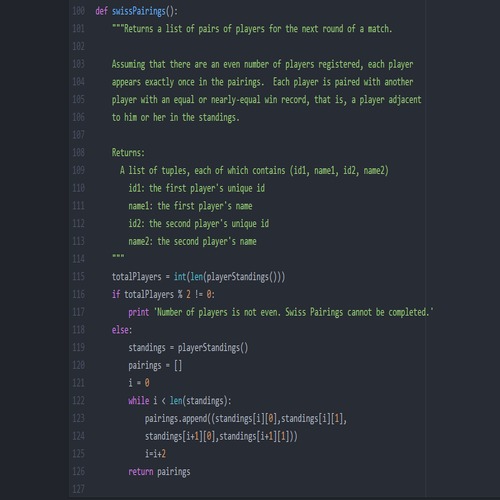 100 def swissPairings():
101     """Returns a list of pairs of players for the next round of a match.
102
103     Assuming that there are an even number of players registered, each player
104     appears exactly once in the pairings.  Each player is paired with another
105     player with an equal or nearly-equal win record, that is, a player adjacent
106     to him or her in the standings.
107
108     Returns:
109       A list of tuples, each of which contains (id1, name1, id2, name2)
110         id1: the first player's unique id
111         name1: the first player's name
112         id2: the second player's unique id
113         name2: the second player's name
114     """
115     totalPlayers = int(len(playerStandings()))
116     if totalPlayers % 2 != 0:
117         print 'Number of players is not even. Swiss Pairings cannot be completed.'
118     else:
119         standings = playerStandings()
120         pairings = []
121         i = 0
122         while i < len(standings):
123             pairings.append((standings[i][0],standings[i][1],
124             standings[i+1][0],standings[i+1][1]))
125             i=i+2
126         return pairings
127